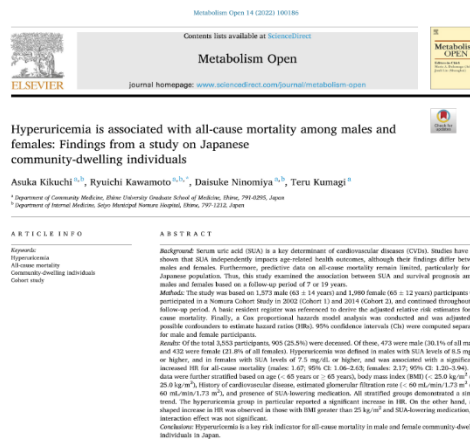 Metabolism Open 14 (2022) 100186
Contents lists available at ScienceDirect
Metabolism Open
journal homepage: www.sciencedirect.com/journal/metabolism-open
ELSEVIER
Metabolis
OPEN
Check for
updates
Hyperuricemia is associated with all-cause mortality among males and
females: Findings from a study on Japanese
community-dwelling individuals
Asuka Kikuchi a,b, Ryuichi Kawamoto a,b,*, Daisuke Ninomiya a,b, Teru Kumagi a
a Department of Community Medicine, Ehime University Graduate School of Medicine, Ehime, 791-0295, Japan
b Department of Internal Medicine, Seiyo Municipal Nomura Hospital, Ehime, 797-1212, Japan
ARTICLE INFO
Keywords:
Hyperuricemia
All-cause mortality
Community-dwelling individuals
Cohort study
ABSTRACT
Background: Serum uric acid (SUA) is a key determinant of cardiovascular diseases (CVDs). Studies have
shown that SUA independently impacts age-related health outcomes, although their findings differ betw
males and females. Furthermore, predictive data on all-cause mortality remain limited, particularly for
Japanese population. Thus, this study examined the association between SUA and survival prognosis am
males and females based on a follow-up period of 7 or 19 years.
Methods: The study was based on 1,573 male (63 ± 14 years) and 1,980 female (65 ± 12 years) participants
participated in a Nomura Cohort Study in 2002 (Cohort 1) and 2014 (Cohort 2), and continued throughout
follow-up period. A basic resident register was referenced to derive the adjusted relative risk estimates for
cause mortality. Finally, a Cox proportional hazards model analysis was conducted and was adjusted
possible confounders to estimate hazard ratios (HRs). 95% confidence intervals (CIs) were computed separ
for male and female participants.
Results: Of the total 3,553 participants, 905 (25.5%) were deceased. Of these, 473 were male (30.1% of all mal
and 432 were female (21.8% of all females). Hyperuricemia was defined in males with SUA levels of 8.5 mg
or higher, and in females with SUA levels of 7.5 mg/dL or higher, and was associated with a significa
increased HR for all-cause mortality (males: 1.67; 95% CI: 1.06–2.63; females: 2.17; 95% CI: 1.20–3.94).
data were further stratified based on age (< 65 years or ≥ 65 years), body mass index (BMI) (< 25.0 kg/m²
25.0 kg/m²), History of cardiovascular disease, estimated glomerular filtration rate (< 60 mL/min/1.73 m²
60 mL/min/1.73 m²), and presence of SUA-lowering medication. All stratified groups demonstrated a sim
trend. The hyperuricemia group in particular reported a significant increase in HR. On the other hand,
shaped increase in HR was observed in those with BMI greater than 25 kg/m² and SUA-lowering medication,
interaction effect was not significant.
Conclusions: Hyperuricemia is a key risk indicator for all-cause mortality in male and female community-dwel
individuals in Japan.